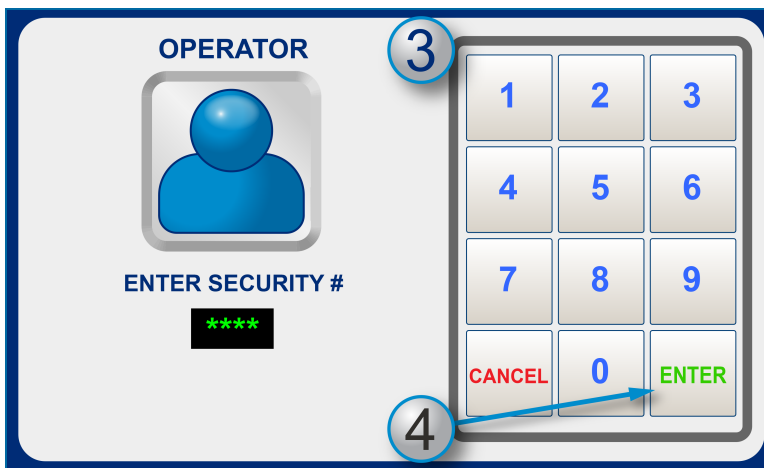 OPERATOR
ENTER SECURITY #
****
3
1 2 3
4 5 6
7 8 9
CANCEL 0 ENTER
4